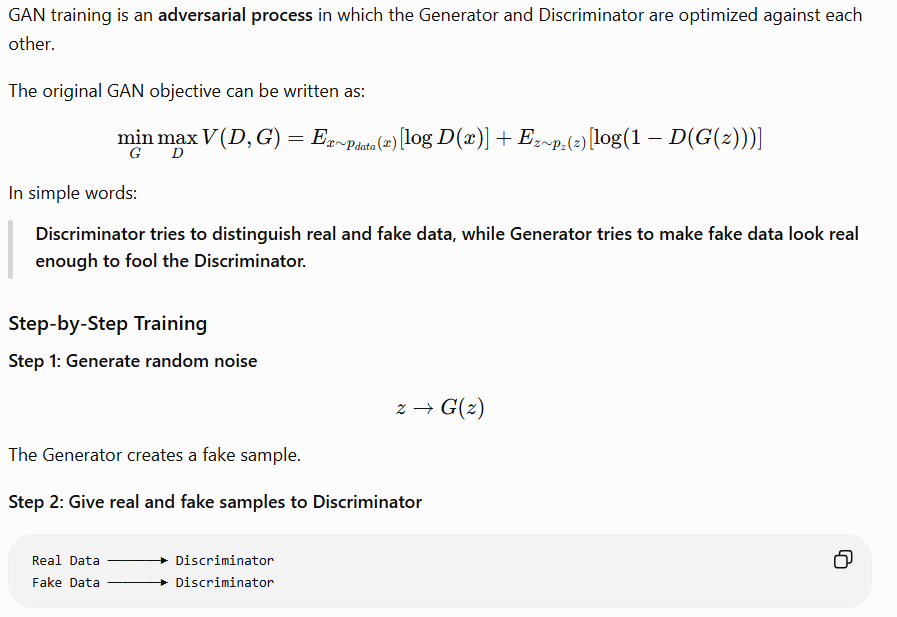 GAN training is an adversarial process in which the Generator and Discriminator are optimized against each
other.
The original GAN objective can be written as:
min_G max_D V(D, G) = E_{x∼p_{data}(x)}[log D(x)] + E_{z∼p_z(z)}[log(1 − D(G(z)))]
In simple words:
Discriminator tries to distinguish real and fake data, while Generator tries to make fake data look real
enough to fool the Discriminator.
Step-by-Step Training
Step 1: Generate random noise
z → G(z)
The Generator creates a fake sample.
Step 2: Give real and fake samples to Discriminator
Real Data ───────► Discriminator
Fake Data ───────► Discriminator